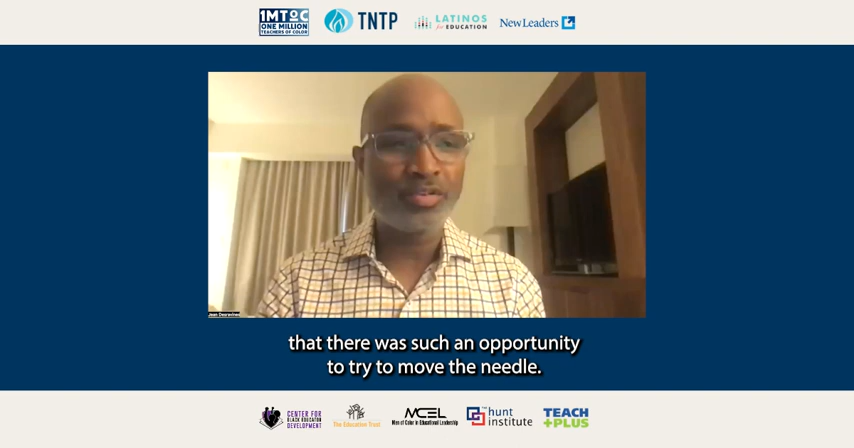 1MTOC
ONE MILLION
TEACHERS OF COLOR
TNTP
LATINOS
for EDUCATION
New Leaders
that there was such an opportunity
to try to move the needle.
CENTER FOR
BLACK EDUCATOR
DEVELOPMENT
The Education Trust
MCEL
Men of Color in Educational Leadership
hunt
institute
TEACH
+PLUS